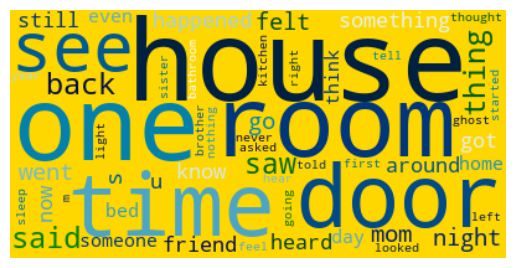 still even happened felt something thought
see house thing
back sister bathroom kitchen right think tell started
year
one room
light brother nothing never asked go ghost got
went know saw told first around home
s u hear
now m time door
sleep bed going left
said someone friend feel heard day mom looked night